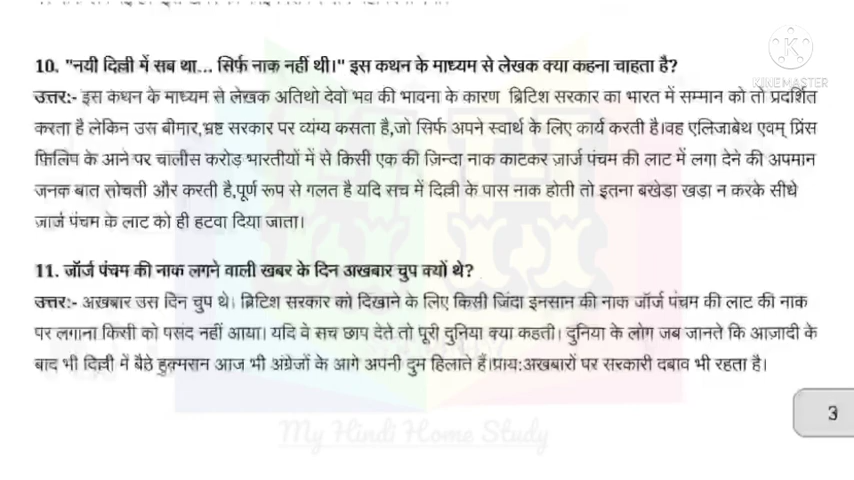 10. "नयी दिल्ली में सब था... सिर्फ नाक नहीं थी।" इस कथन के माध्यम से लेखक क्या कहना चाहता है?
KINEMASTER
उत्तर:- इस कथन के माध्यम से लेखक अतिथो देवो भव की भावना के कारण ब्रिटिश सरकार का भारत में सम्मान को तो प्रदर्शित
करता है लेकिन उस बीमार,भ्रष्ट सरकार पर व्यंग्य कसता है,जो सिर्फ अपने स्वार्थ के लिए कार्य करती है।वह एलिजाबेथ एवम् प्रिंस
फ़िलिप के आने पर चालीस करोड़ भारतीयों में से किसी एक की ज़िन्दा नाक काटकर ज़ार्ज पंचम की लाट में लगा देने की अपमान
जनक बात सोचती और करती है,पूर्ण रूप से गलत है यदि सच में दिल्ली के पास नाक होती तो इतना बखेड़ा खड़ा न करके सीधे
ज़ार्ज पंचम के लाट को ही हटवा दिया जाता।
11. जॉर्ज पंचम की नाक लगने वाली खबर के दिन अखबार चुप क्यों थे?
उत्तर:- अख़बार उस दिन चुप थे। ब्रिटिश सरकार को दिखाने के लिए किसी ज़िंदा इनसान की नाक जॉर्ज पंचम की लाट की नाक
पर लगाना किसी को पसंद नहीं आया। यदि वे सच छाप देते तो पूरी दुनिया क्या कहती। दुनिया के लोग जब जानते कि आज़ादी के
बाद भी दिल्ली में बैठे हुक्मरान आज भी अंग्रेजों के आगे अपनी दुम हिलाते हैं।प्राय:अखबारों पर सरकारी दबाव भी रहता है।
3
My Hindi Home Study